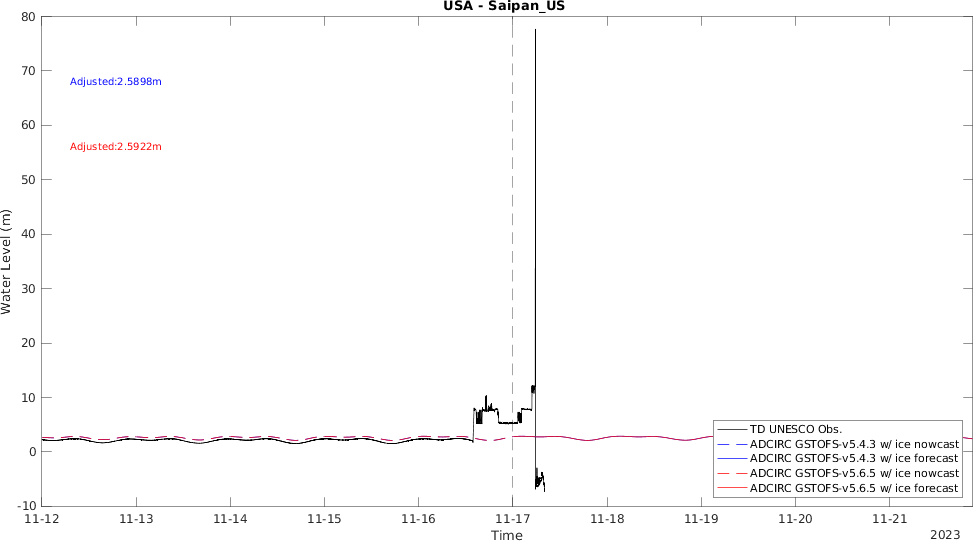 USA - Saipan_US
80
70
60
50
40
30
20
10
0
-10
Water Level (m)
Adjusted:2.5898m
Adjusted:2.5922m
TD UNESCO Obs.
ADCIRC GSTOFS-v5.4.3 w/ ice nowcast
ADCIRC GSTOFS-v5.4.3 w/ ice forecast
ADCIRC GSTOFS-v5.6.5 w/ ice nowcast
ADCIRC GSTOFS-v5.6.5 w/ ice forecast
11-12 11-13 11-14 11-15 11-16 11-17 11-18 11-19 11-20 11-21
Time
2023